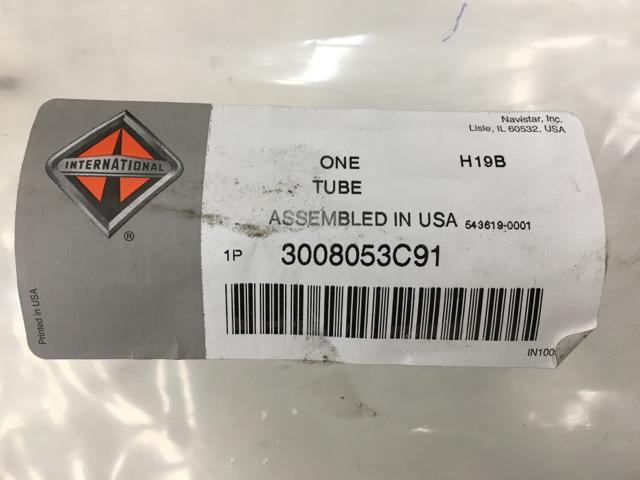 Navistar, Inc.
Lisle, IL 60532, USA
INTERNATIONAL
®
ONE H19B
TUBE
ASSEMBLED IN USA 543619-0001
1P 3008053C91
Printed in USA
IN100